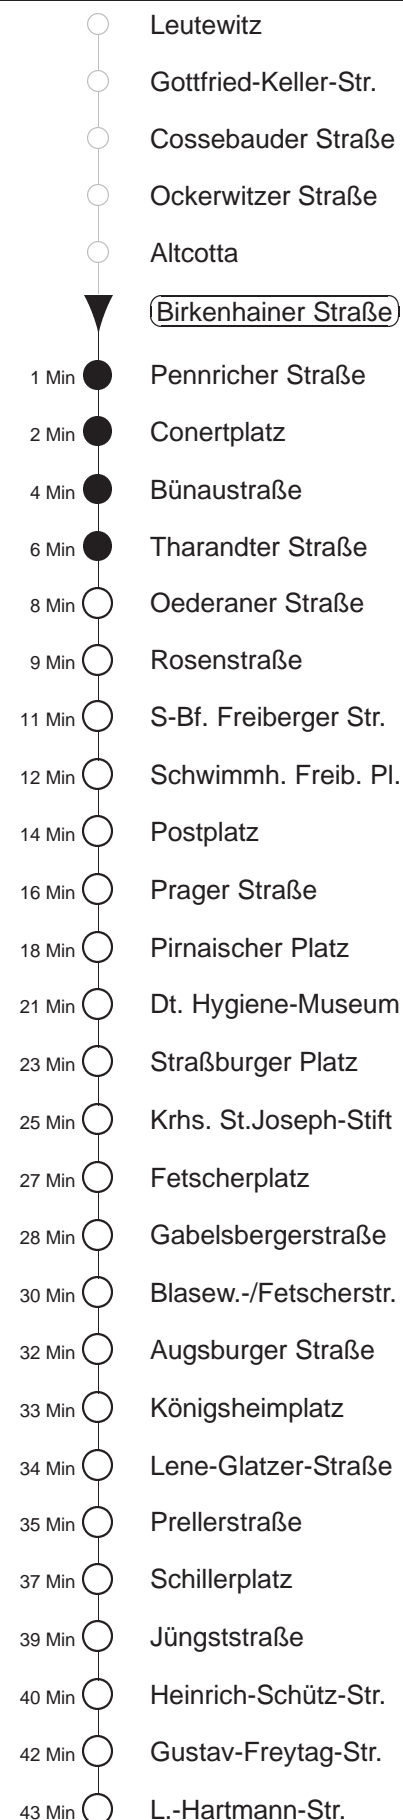 Leutewitz
Gottfried-Keller-Str.
Cossebauder Straße
Ockerwitzer Straße
Altcotta
Birkenhainer Straße
1 Min Pennricher Straße
2 Min Conertplatz
4 Min Bünaustraße
6 Min Tharandter Straße
8 Min Oederaner Straße
9 Min Rosenstraße
11 Min S-Bf. Freiberger Str.
12 Min Schwimmh. Freib. Pl.
14 Min Postplatz
16 Min Prager Straße
18 Min Pirnaischer Platz
21 Min Dt. Hygiene-Museum
23 Min Straßburger Platz
25 Min Krhs. St.Joseph-Stift
27 Min Fetscherplatz
28 Min Gabelsbergerstraße
30 Min Blasew.-/Fetscherstr.
32 Min Augsburger Straße
33 Min Königsheimplatz
34 Min Lene-Glatzer-Straße
35 Min Prellerstraße
37 Min Schillerplatz
39 Min Jüngststraße
40 Min Heinrich-Schütz-Str.
42 Min Gustav-Freytag-Str.
43 Min L.-Hartmann-Str.